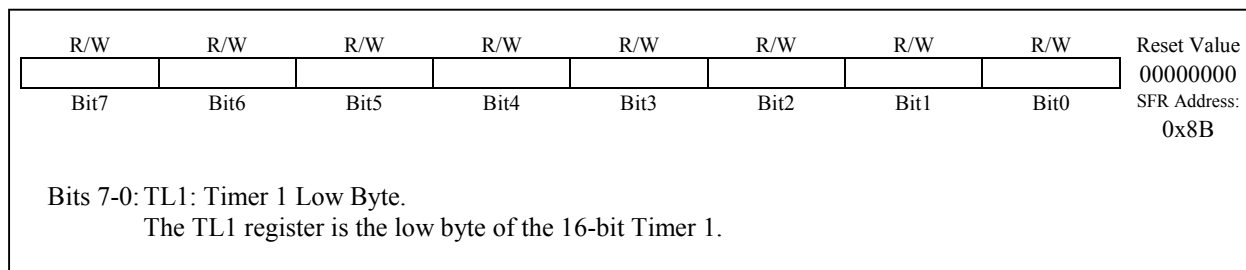 R/W R/W R/W R/W R/W R/W R/W R/W Reset Value
00000000
Bit7 Bit6 Bit5 Bit4 Bit3 Bit2 Bit1 Bit0 SFR Address:
0x8B
Bits 7-0: TL1: Timer 1 Low Byte.
The TL1 register is the low byte of the 16-bit Timer 1.